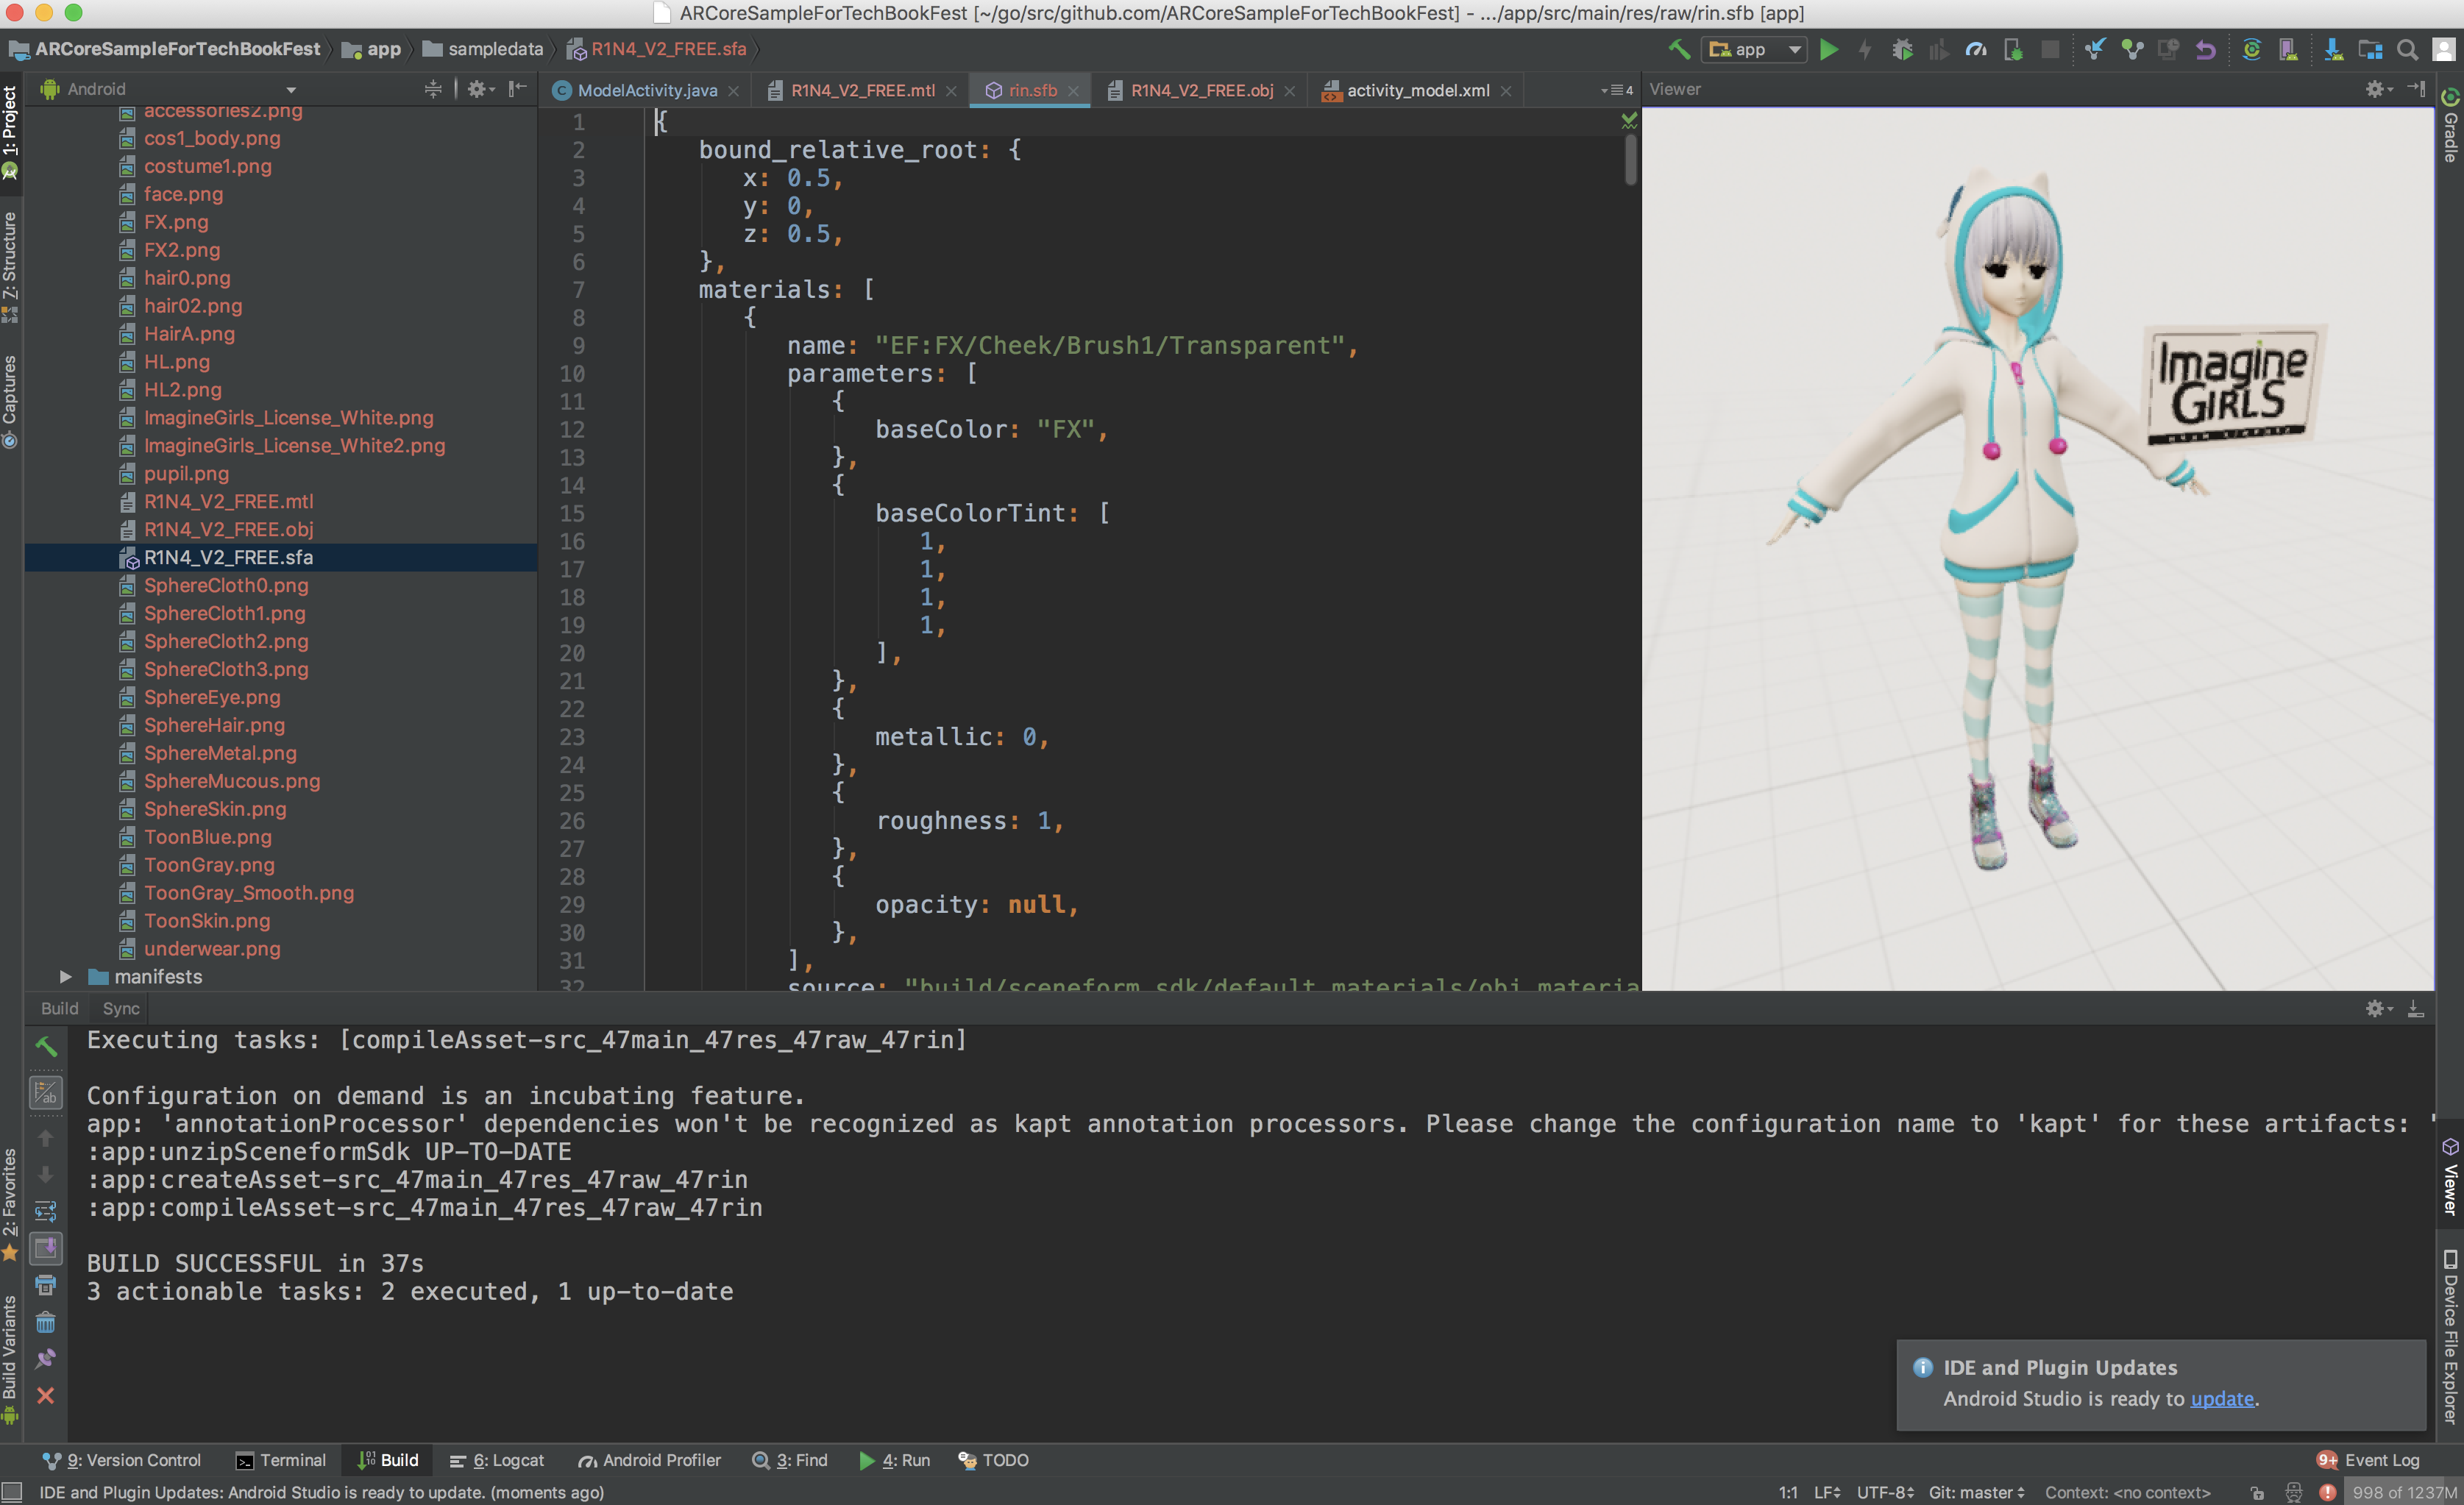 ARCoreSampleForTechBookFest [~/go/src/github.com/ARCoreSampleForTechBookFest] - .../app/src/main/res/raw/rin.sfb [app]
ARCoreSampleForTechBookFest app sampledata R1N4_V2_FREE.sfa
app
Android
ModelActivity.java R1N4_V2_FREE.mtl rin.sfb R1N4_V2_FREE.obj activity_model.xml
4
Viewer
1: Project
7: Structure
Captures
2: Favorites
Build Variants
accessories2.png
cos1_body.png
costume1.png
face.png
FX.png
FX2.png
hair0.png
hair02.png
HairA.png
HL.png
HL2.png
ImagineGirls_License_White.png
ImagineGirls_License_White2.png
pupil.png
R1N4_V2_FREE.mtl
R1N4_V2_FREE.obj
R1N4_V2_FREE.sfa
SphereCloth0.png
SphereCloth1.png
SphereCloth2.png
SphereCloth3.png
SphereEye.png
SphereHair.png
SphereMetal.png
SphereMucous.png
SphereSkin.png
ToonBlue.png
ToonGray.png
ToonGray_Smooth.png
ToonSkin.png
underwear.png
manifests
1 {
2 bound_relative_root: {
3 x: 0.5,
4 y: 0,
5 z: 0.5,
6 },
7 materials: [
8 {
9 name: "EF:FX/Cheek/Brush1/Transparent",
10 parameters: [
11 {
12 baseColor: "FX",
13 },
14 {
15 baseColorTint: [
16 1,
17 1,
18 1,
19 1,
20 ],
21 },
22 {
23 metallic: 0,
24 },
25 {
26 roughness: 1,
27 },
28 {
29 opacity: null,
30 },
31 ],
32 source: "build/sceneform_sdk/default_materials/obj_materia
Imagine
GIRLS
Gradle
Viewer
Device File Explorer
Build Sync
Executing tasks: [compileAsset-src_47main_47res_47raw_47rin]
Configuration on demand is an incubating feature.
app: 'annotationProcessor' dependencies won't be recognized as kapt annotation processors. Please change the configuration name to 'kapt' for these artifacts: '
:app:unzipSceneformSdk UP-TO-DATE
:app:createAsset-src_47main_47res_47raw_47rin
:app:compileAsset-src_47main_47res_47raw_47rin
BUILD SUCCESSFUL in 37s
3 actionable tasks: 2 executed, 1 up-to-date
IDE and Plugin Updates
Android Studio is ready to update.
9: Version Control Terminal Build 6: Logcat Android Profiler 3: Find 4: Run TODO
9+ Event Log
IDE and Plugin Updates: Android Studio is ready to update. (moments ago)
1:1 LF UTF-8 Git: master Context: <no context> 998 of 1237M